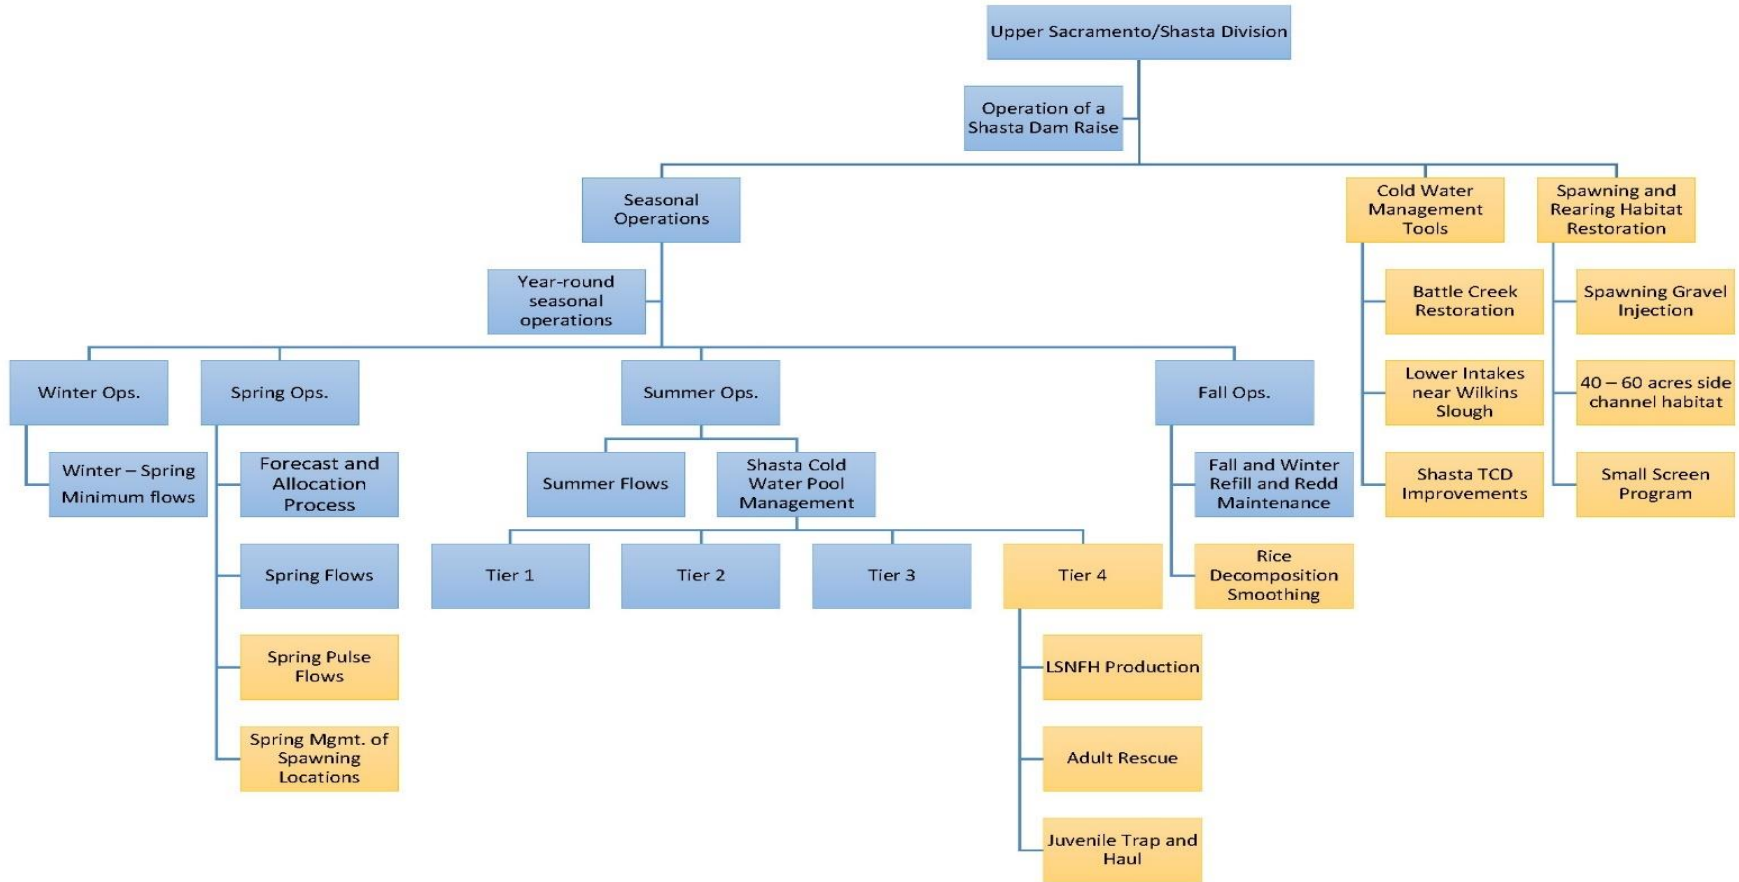 Upper Sacramento/Shasta Division
Operation of a
Shasta Dam Raise
Seasonal
Operations
Cold Water
Management
Tools
Spawning and
Rearing Habitat
Restoration
Year-round
seasonal
operations
Battle Creek
Restoration
Spawning Gravel
Injection
Winter Ops.
Spring Ops.
Summer Ops.
Fall Ops.
Lower Intakes
near Wilkins
Slough
40 – 60 acres side
channel habitat
Winter – Spring
Minimum flows
Forecast and
Allocation
Process
Summer Flows
Shasta Cold
Water Pool
Management
Fall and Winter
Refill and Redd
Maintenance
Shasta TCD
Improvements
Small Screen
Program
Spring Flows
Tier 1
Tier 2
Tier 3
Tier 4
Rice
Decomposition
Smoothing
Spring Pulse
Flows
LSNFH Production
Spring Mgmt. of
Spawning
Locations
Adult Rescue
Juvenile Trap and
Haul